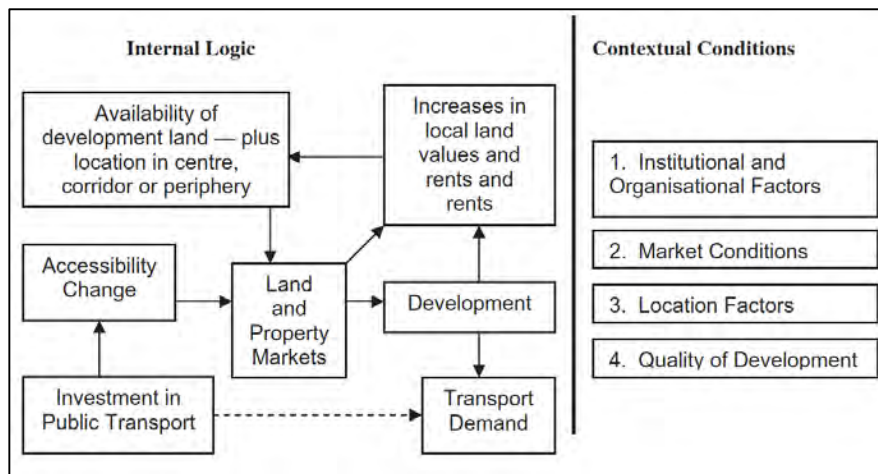 Internal Logic
Availability of
development land — plus
location in centre,
corridor or periphery
Increases in
local land
values and
rents and
rents
Accessibility
Change
Land
and
Property
Markets
Development
Investment in
Public Transport
Transport
Demand
Contextual Conditions
1. Institutional and
Organisational Factors
2. Market Conditions
3. Location Factors
4. Quality of Development